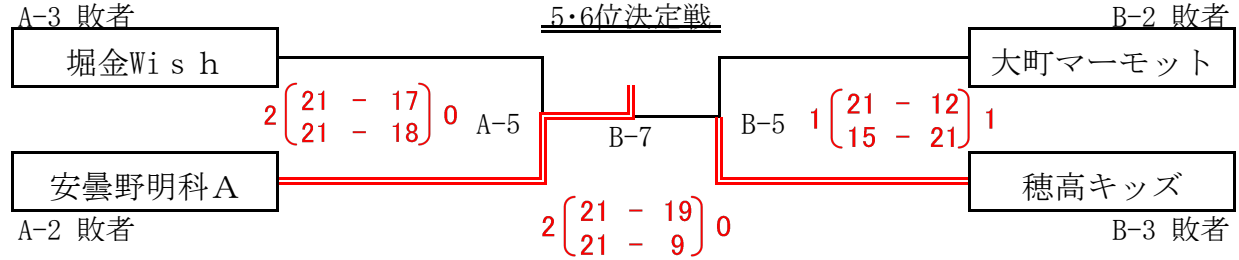 A-3 敗者
5・6位決定戦
B-2 敗者
堀金Wiｓｈ
大町マーモット
2 21 － 17 0
21 － 18
A-5
B-7
B-5
1 21 － 12 1
15 － 21
安曇野明科Ａ
穂高キッズ
A-2 敗者
2 21 － 19 0
21 － 9
B-3 敗者